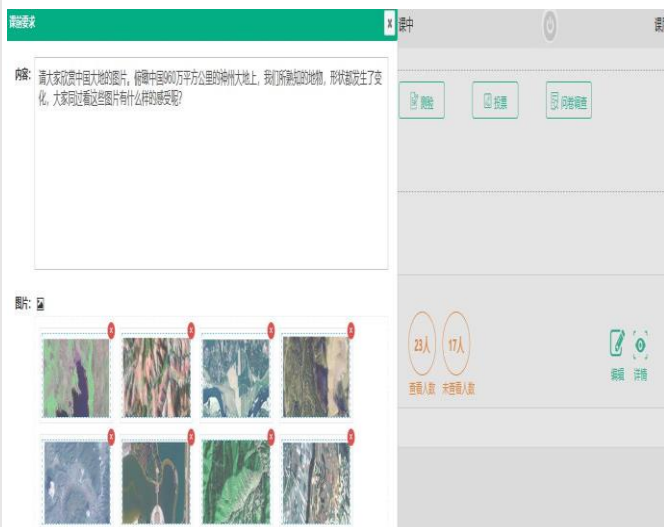 课前要求
x
课中
内容: 请大家欣赏中国大地的图片。俯瞰中国960万平方公里的神州大地上,我们所熟知的地物,形状都发生了变
化。大家同过看这些图片有什么样的感受呢?
测验
投票
问卷调查
图片:
23人
17人
查看人数
未查看人数
编辑
详情